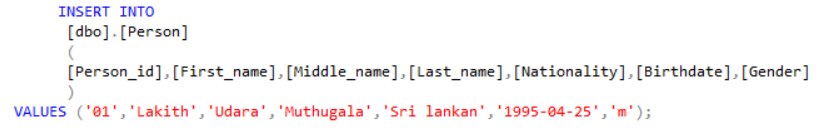 INSERT INTO
[dbo].[Person]
(
[Person_id],[First_name],[Middle_name],[Last_name],[Nationality],[Birthdate],[Gender]
)
VALUES ('01','Lakith','Udara','Muthugala','Sri lankan','1995-04-25','m');